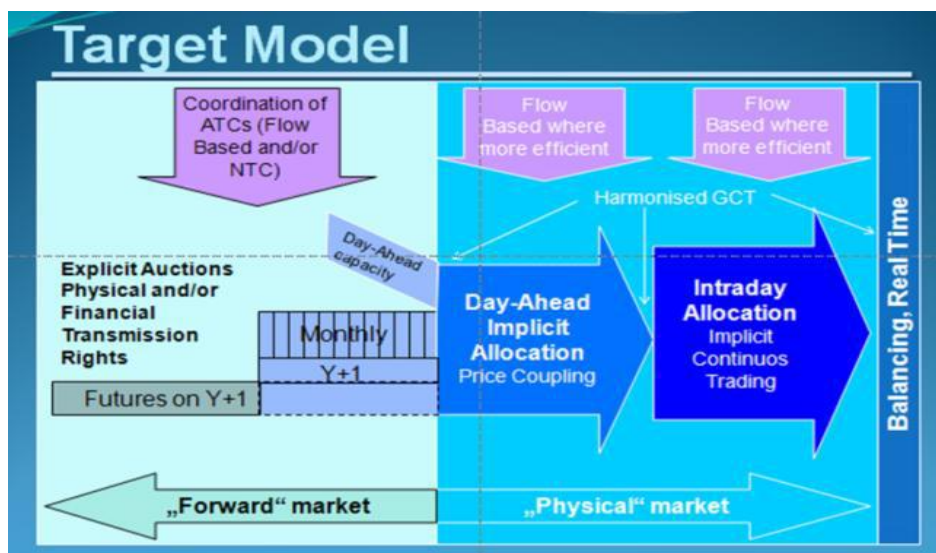 Target Model
Coordination of
ATCs (Flow
Based and/or
NTC)
Flow
Based where
more efficient
Flow
Based where
more efficient
Harmonised GCT
Day-Ahead
capacity
Explicit Auctions
Physical and/or
Financial
Transmission
Rights
Monthly
Y+1
Futures on Y+1
Day-Ahead
Implicit
Allocation
Price Coupling
Intraday
Allocation
Implicit
Continuos
Trading
Balancing, Real Time
„Forward“ market
„Physical“ market